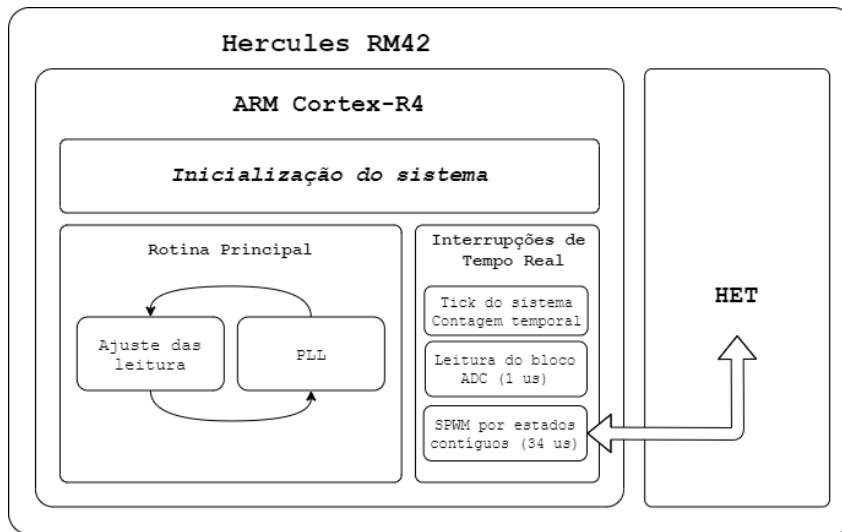 Hercules RM42
ARM Cortex-R4
Inicialização do sistema
Rotina Principal
Ajuste das
leitura
PLL
Interrupções de
Tempo Real
Tick do sistema
Contagem temporal
Leitura do bloco
ADC (1 us)
SPWM por estados
contíguos (34 us)
HET